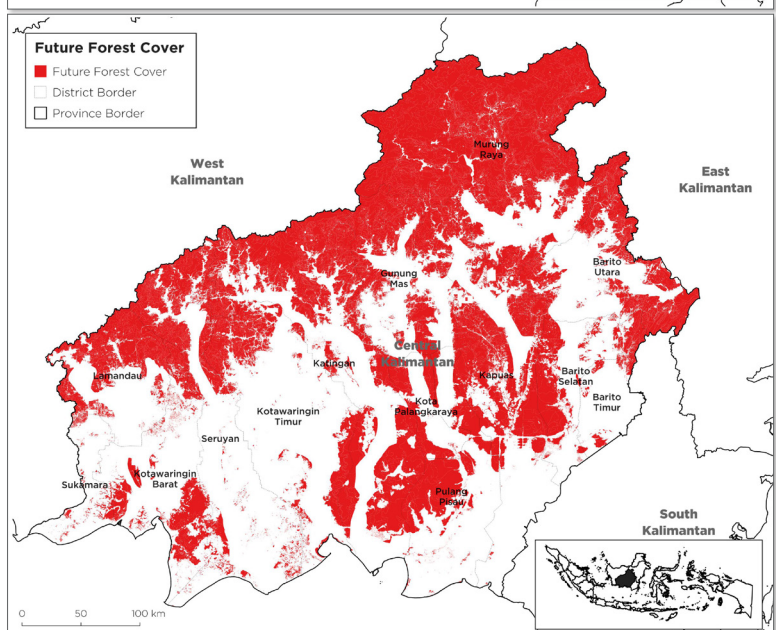 Future Forest Cover
Future Forest Cover
District Border
Province Border
West
Kalimantan
East
Kalimantan
Murung
Raya
Barito
Utara
Gunung
Mas
Central
Kalimantan
Katingan
Lamandau
Kapuas
Barito
Selatan
Kota
Palangkaraya
Barito
Timur
Kotawaringin
Timur
Seruyan
Kotawaringin
Barat
Sukamara
Pulang
Pisau
South
Kalimantan
0 50 100 km